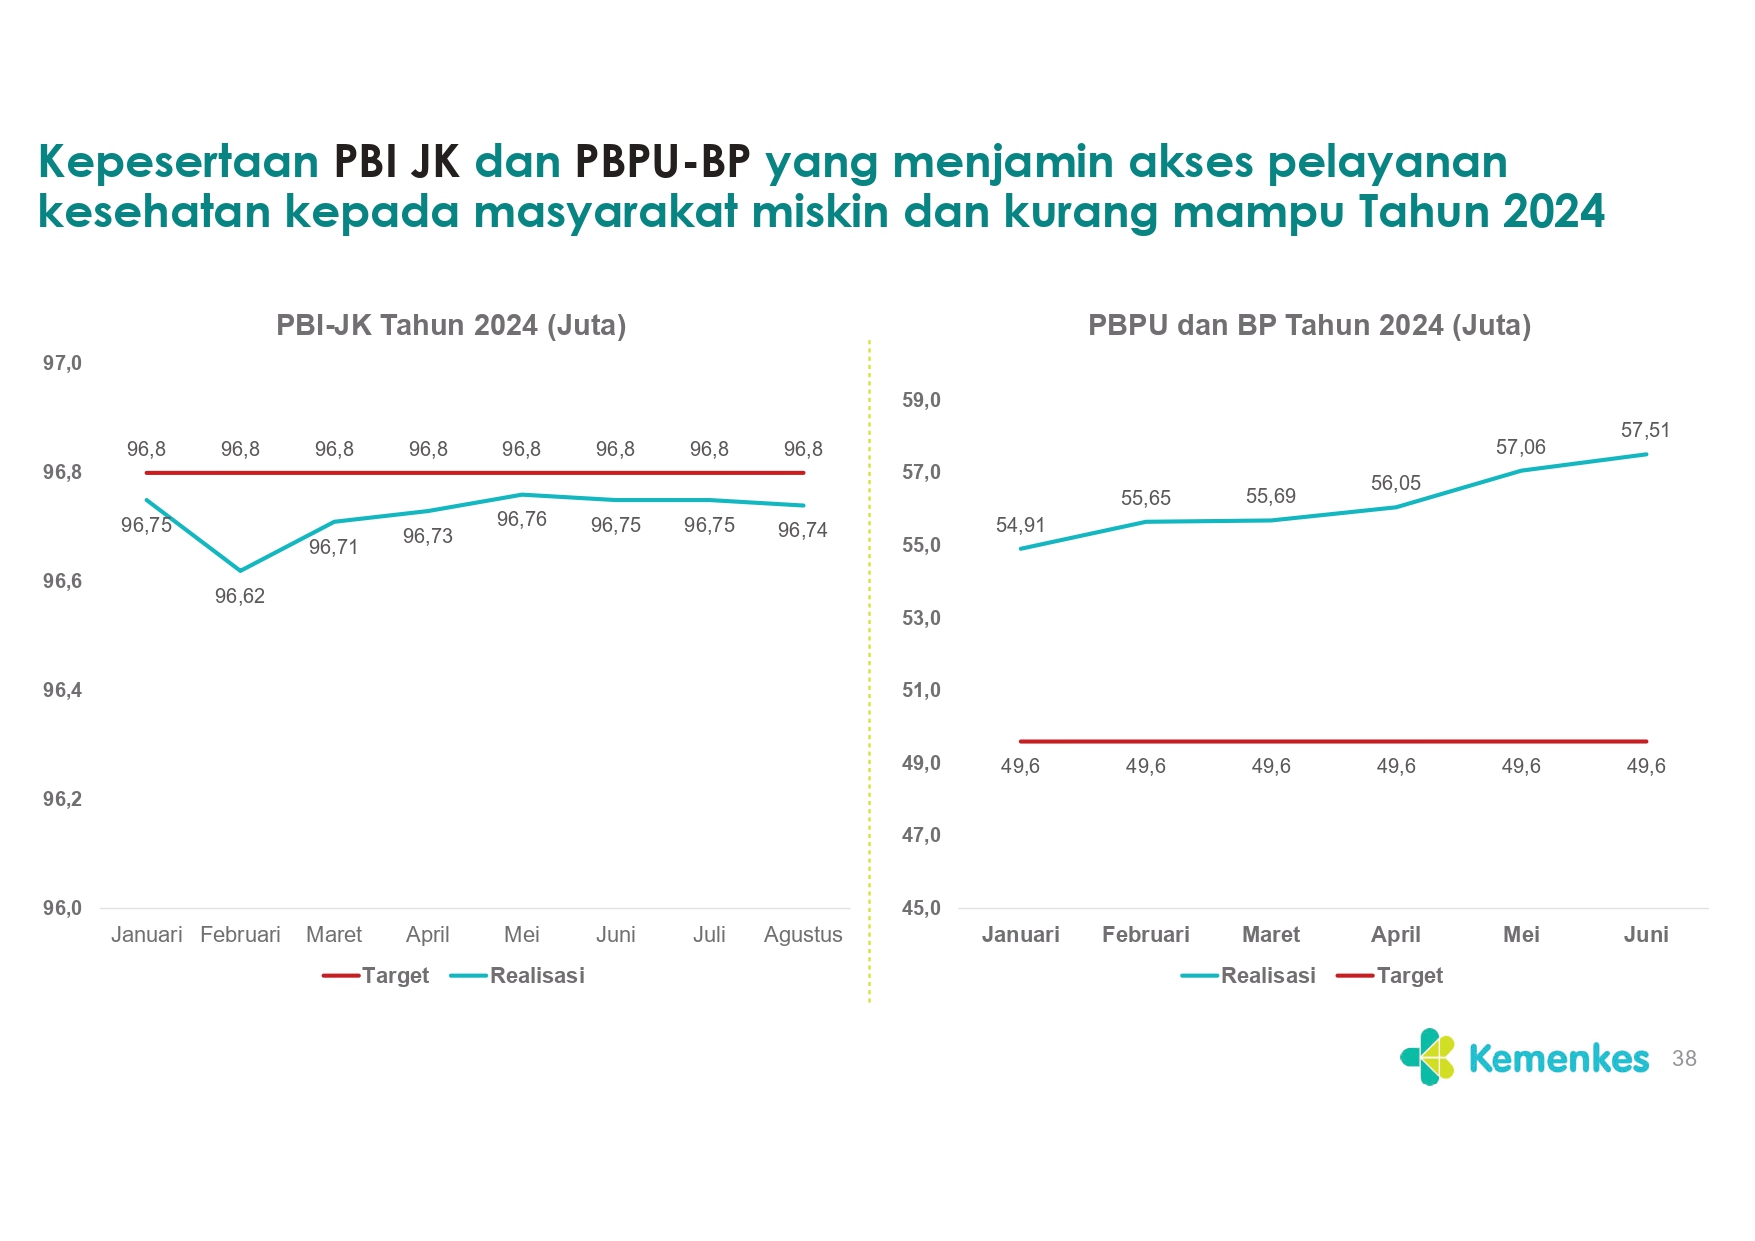 Kepesertaan PBI JK dan PBPU-BP yang menjamin akses pelayanan
kesehatan kepada masyarakat miskin dan kurang mampu Tahun 2024
PBI-JK Tahun 2024 (Juta)
97,0
96,8
96,6
96,4
96,2
96,0
96,8 96,8 96,8 96,8 96,8 96,8 96,8 96,8
96,75 96,62 96,71 96,73 96,76 96,75 96,75 96,74
Januari Februari Maret April Mei Juni Juli Agustus
Target Realisasi
PBPU dan BP Tahun 2024 (Juta)
59,0
57,0
55,0
53,0
51,0
49,0
47,0
45,0
54,91 55,65 55,69 56,05 57,06 57,51
49,6 49,6 49,6 49,6 49,6 49,6
Januari Februari Maret April Mei Juni
Realisasi Target
Kemenkes 38